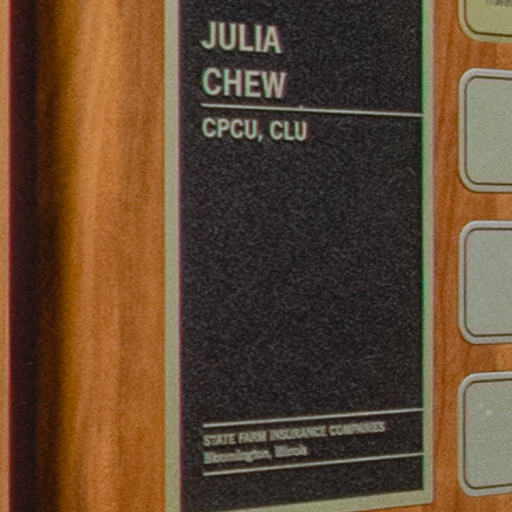 JULIA
CHEW
CPCU, CLU
STATE FARM INSURANCE COMPANIES
Bloomington, Illinois